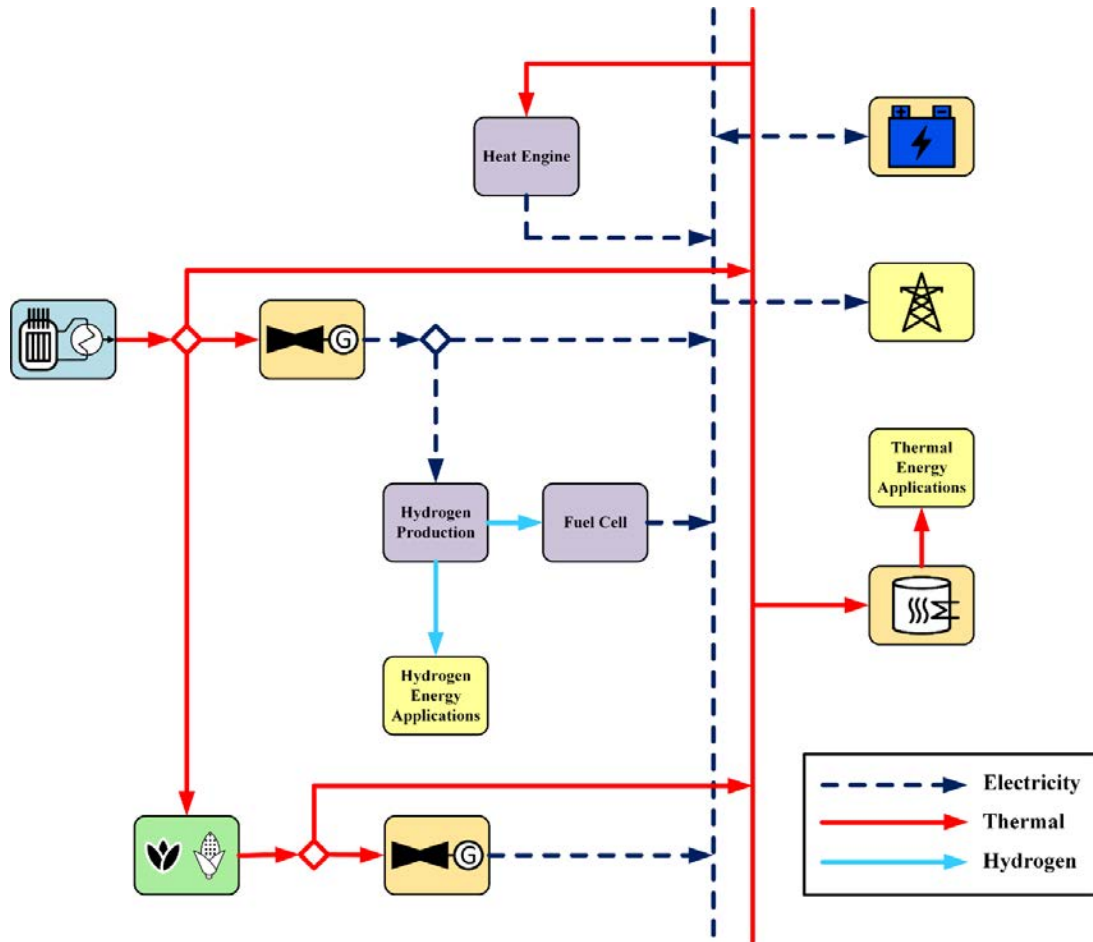 Heat Engine
G
Thermal
Energy
Applications
Hydrogen
Production
Fuel Cell
Hydrogen
Energy
Applications
G
Electricity
Thermal
Hydrogen